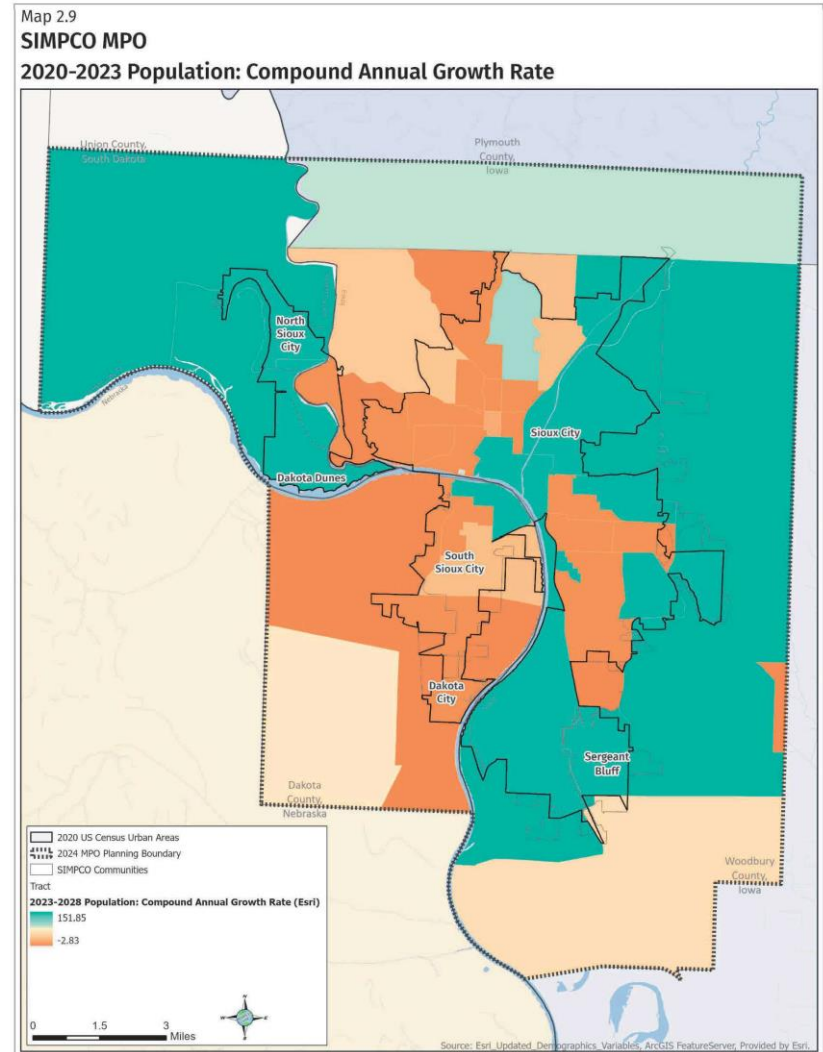 Map 2.9
SIMPCO MPO
2020-2023 Population: Compound Annual Growth Rate
Union County,
South Dakota
Plymouth
County,
Iowa
Iowa
North
Sioux
City
Nebraska
Sioux City
Dakota Dunes
South
Sioux City
Dakota
City
Sergeant
Bluff
Dakota
County,
Nebraska
Woodbury
County,
Iowa
2020 US Census Urban Areas
2024 MPO Planning Boundary
SIMPCO Communities
Tract
2023-2028 Population: Compound Annual Growth Rate (Esri)
151.85
-2.83
N
0 1.5 3
Miles
Source: Esri_Updated_Demographics_Variables, ArcGIS FeatureServer, Provided by Esri.